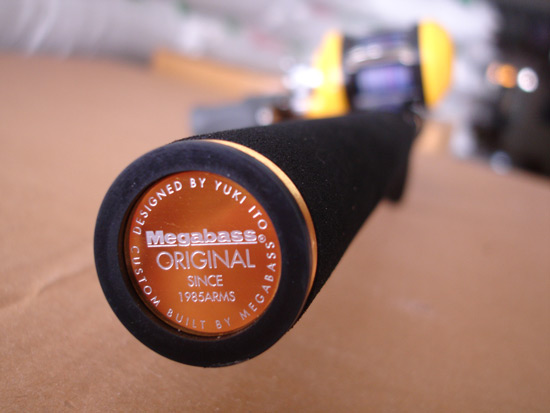 DESIGNED BY YUKI ITO
Megabass®
ORIGINAL
SINCE
1985ARMS
CUSTOM BUILT BY MEGABASS